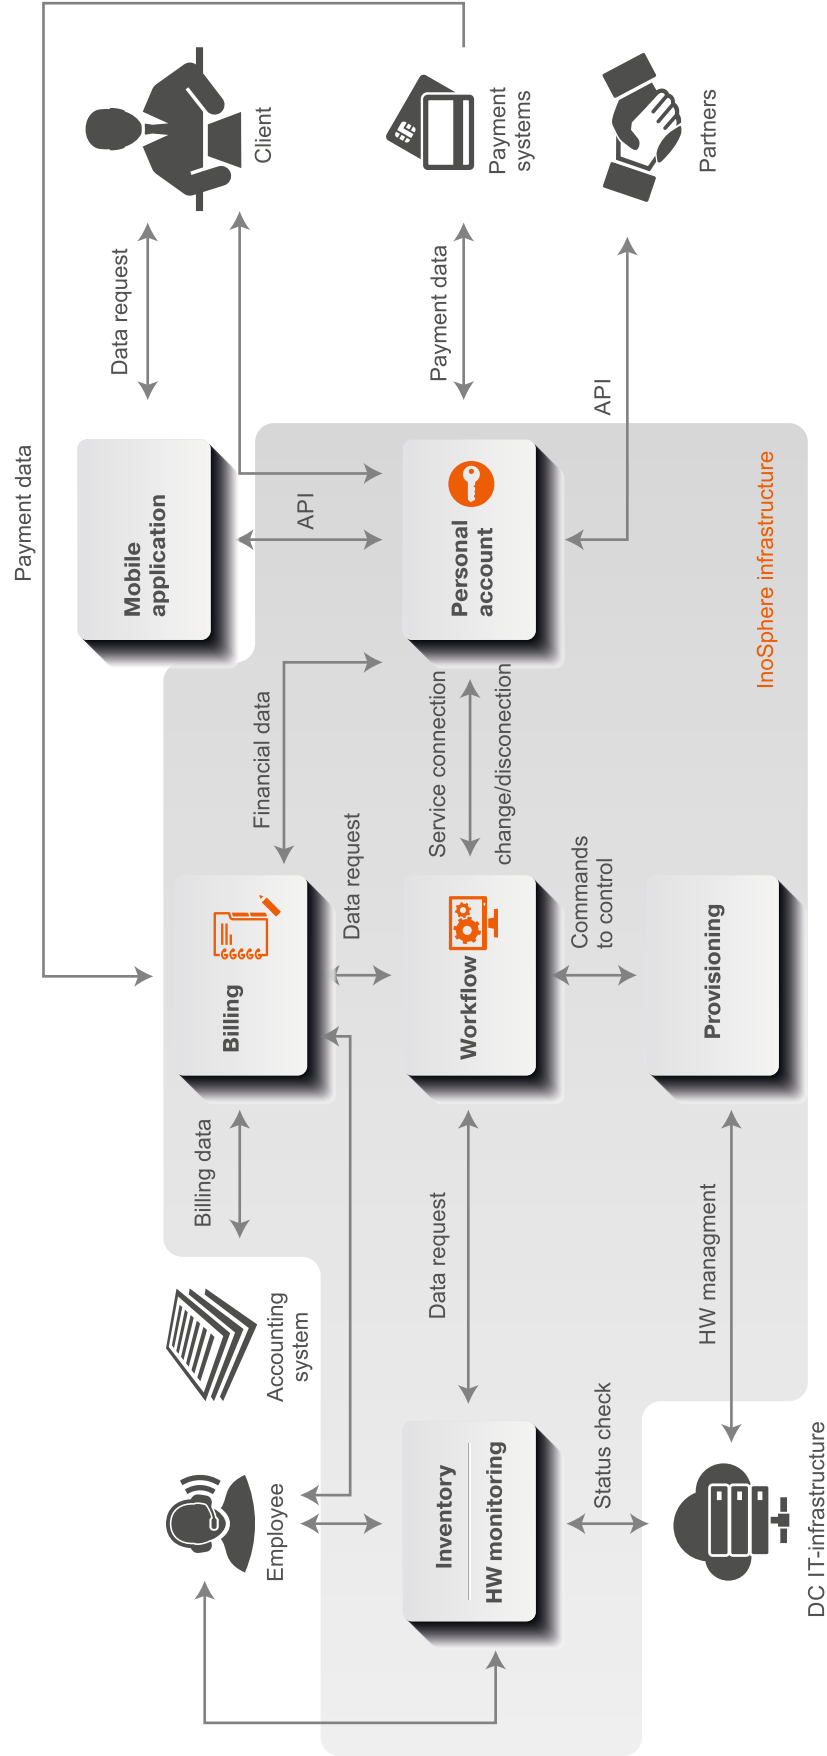 Payment data
Client
Payment
systems
Partners
Data request
Payment data
API
Mobile
application
API
Personal
account
InoSphere infrastructure
Financial data
Service connection
change/disconection
Data request
Commands
to control
Billing
Workflow
Provisioning
Billing data
Data request
HW managment
Accounting
system
Employee
Inventory
HW monitoring
Status check
DC IT-infrastructure